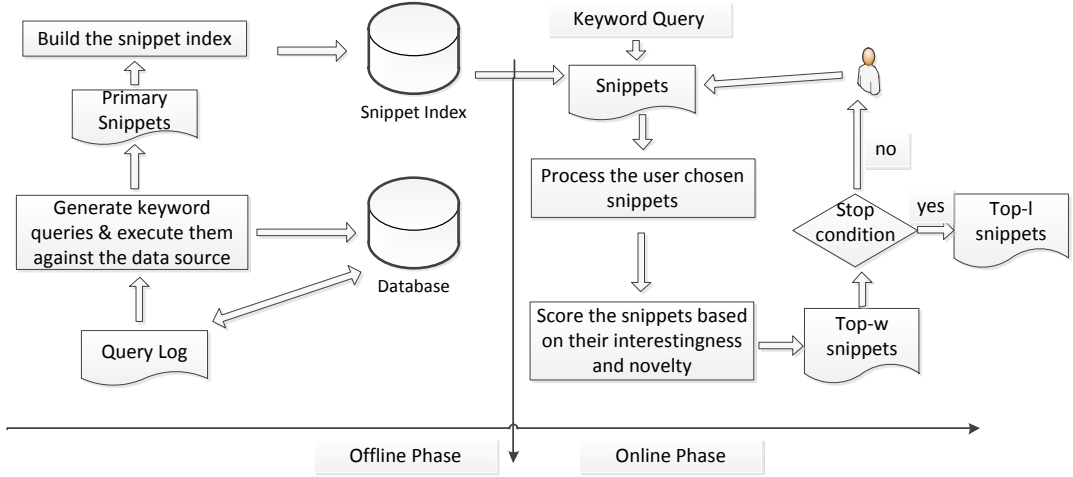 Build the snippet index
Primary
Snippets
Generate keyword
queries & execute them
against the data source
Query Log
Snippet Index
Database
Keyword Query
Snippets
Process the user chosen
snippets
Score the snippets based
on their interestingness
and novelty
Top-w
snippets
Stop
condition
no
yes
Top-l
snippets
Offline Phase
Online Phase